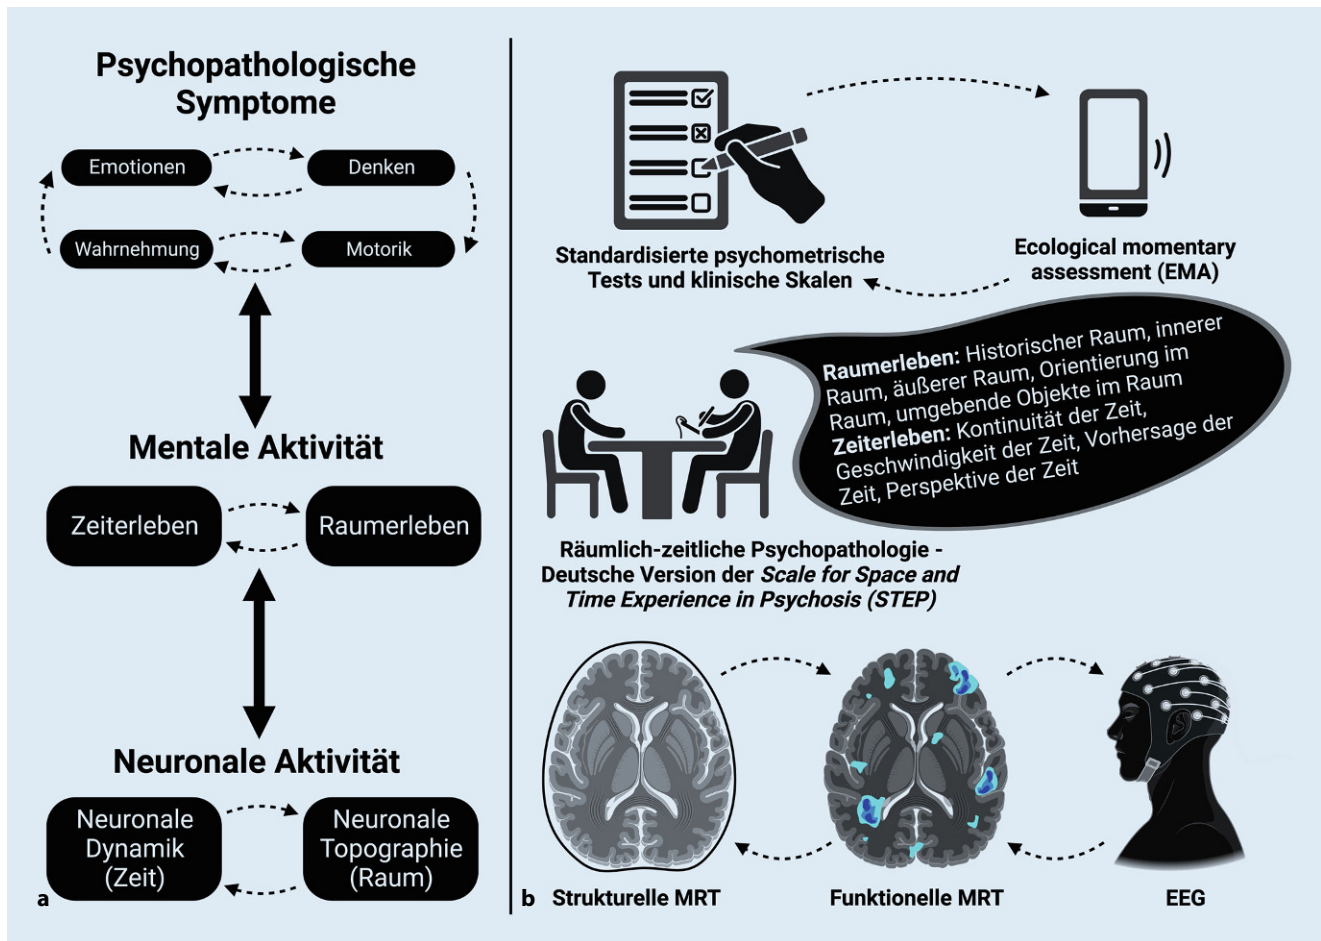 Psychopathologische
Symptome
Emotionen
Denken
Wahrnehmung
Motorik
Mentale Aktivität
Zeiterleben
Raumerleben
Neuronale Aktivität
Neuronale
Dynamik
(Zeit)
Neuronale
Topographie
(Raum)
a
Standardisierte psychometrische
Tests und klinische Skalen
Ecological momentary
assessment (EMA)
Raumerleben: Historischer Raum, innerer
Raum, äußerer Raum, Orientierung im
Raum, umgebende Objekte im Raum
Zeiterleben: Kontinuität der Zeit,
Geschwindigkeit der Zeit, Vorhersage der
Zeit, Perspektive der Zeit
Räumlich-zeitliche Psychopathologie -
Deutsche Version der Scale for Space and
Time Experience in Psychosis (STEP)
b
Strukturelle MRT
Funktionelle MRT
EEG